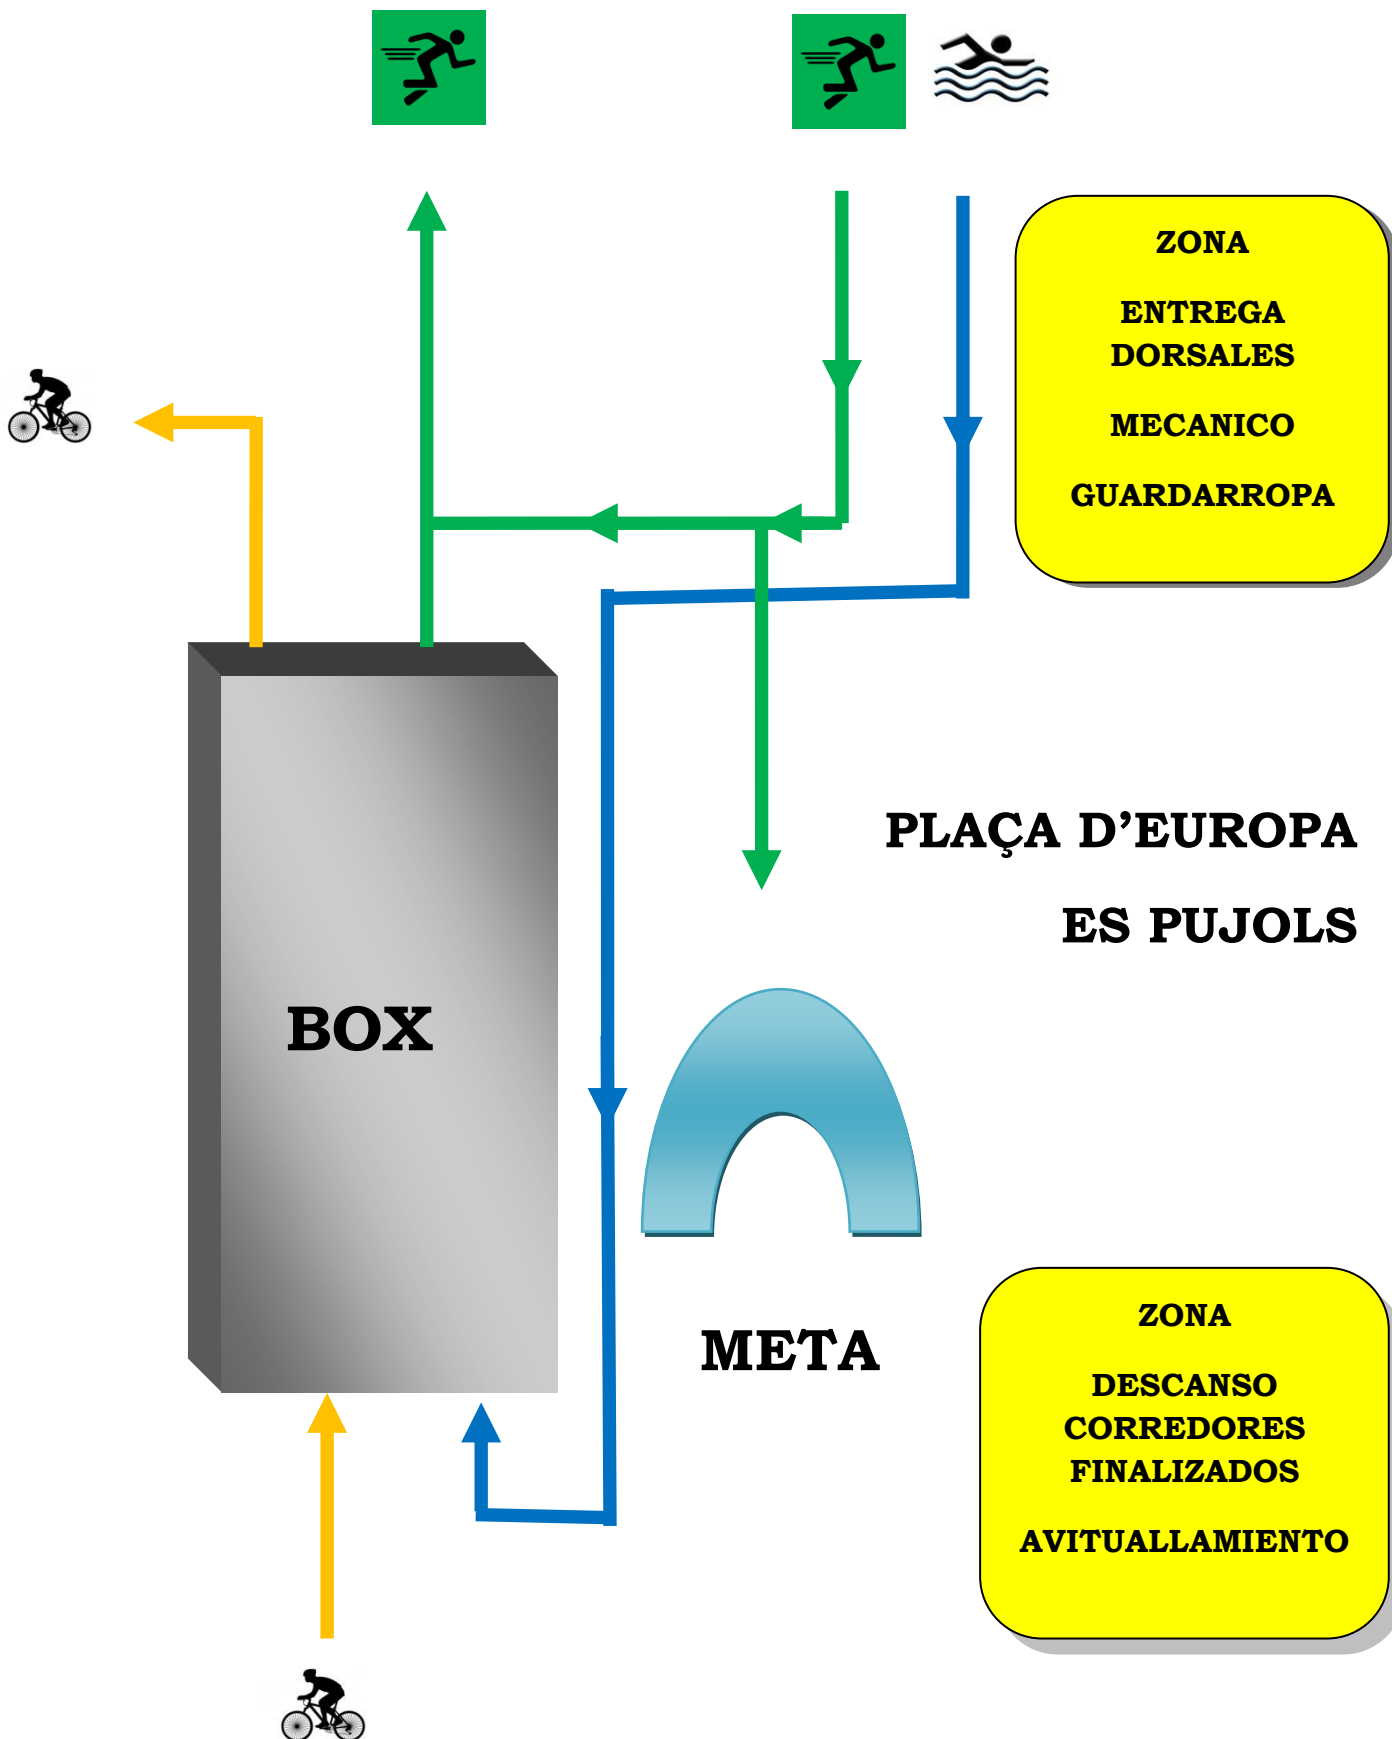 ZONA
ENTREGA
DORSALES
MECANICO
GUARDARROPA
PLAÇA D’EUROPA
ES PUJOLS
BOX
META
ZONA
DESCANSO
CORREDORES
FINALIZADOS
AVITUALLAMIENTO